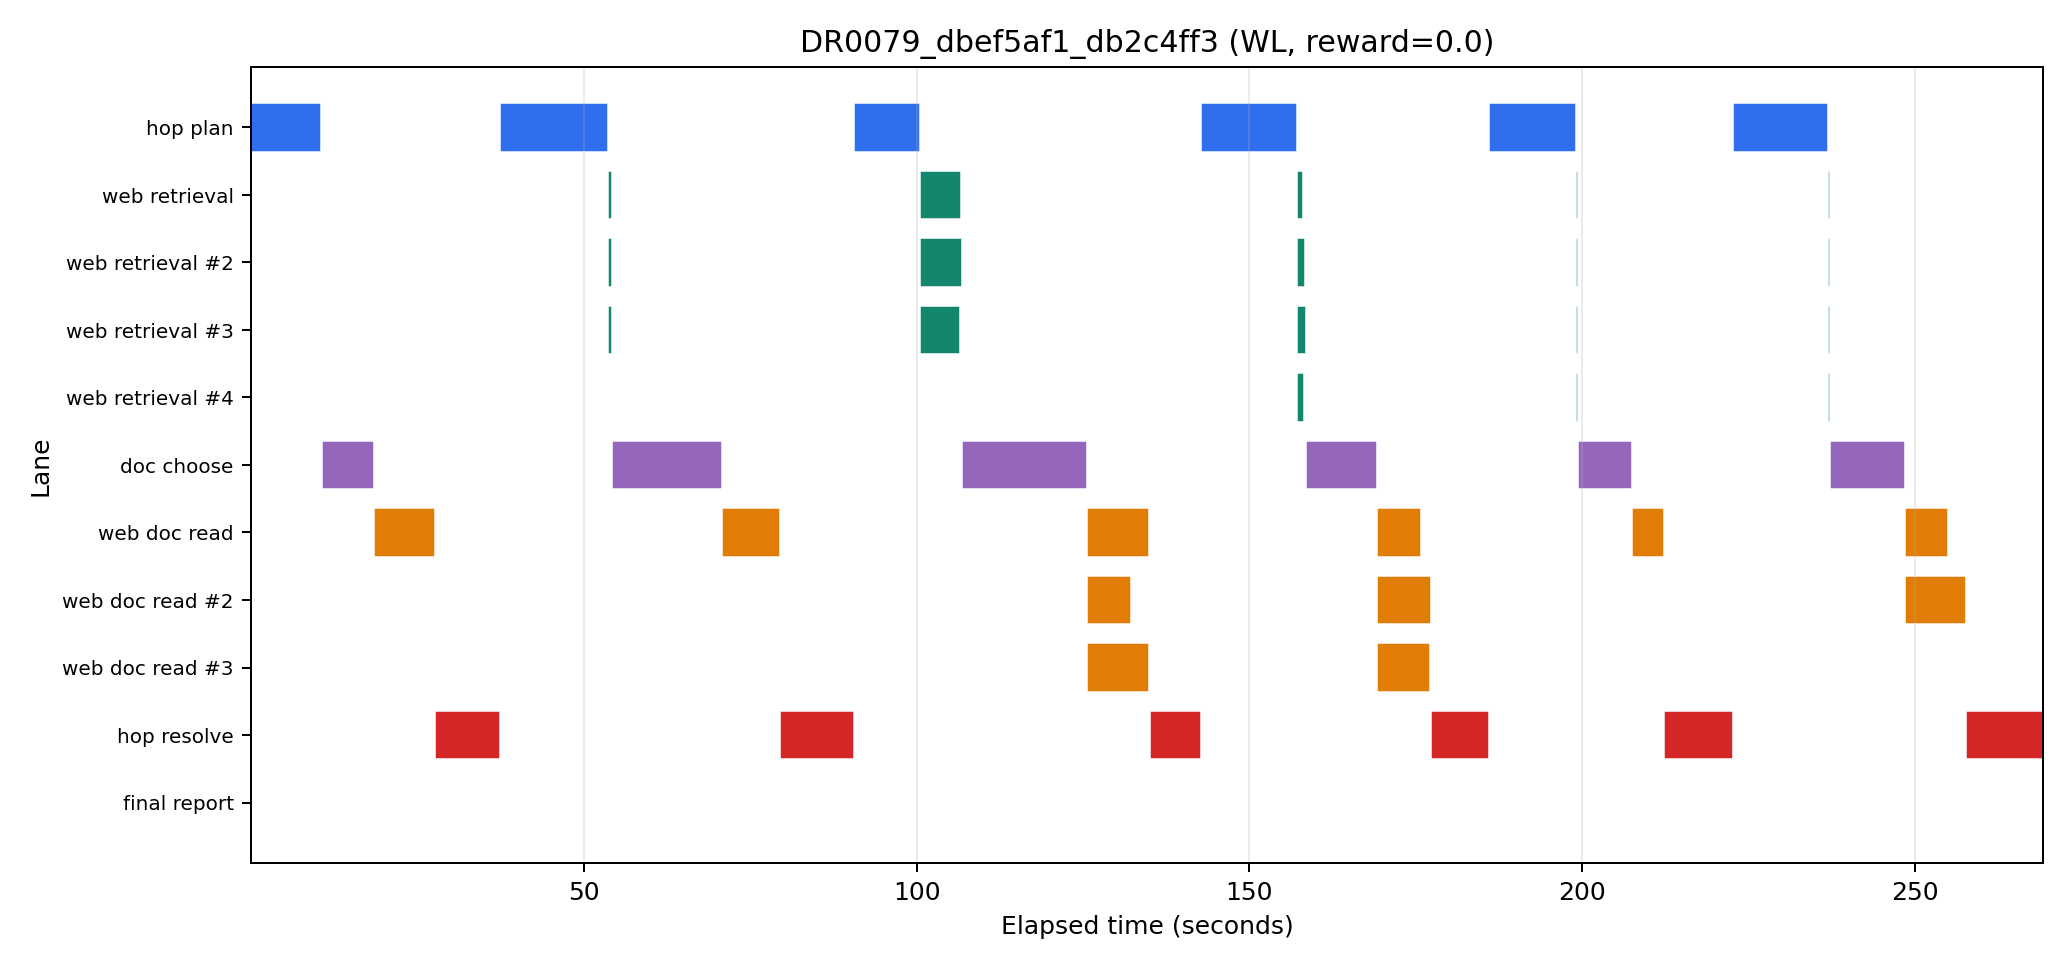 DR0079_dbef5af1_db2c4ff3 (WL, reward=0.0)
Lane
hop plan
web retrieval
web retrieval #2
web retrieval #3
web retrieval #4
doc choose
web doc read
web doc read #2
web doc read #3
hop resolve
final report
50
100
150
200
250
Elapsed time (seconds)